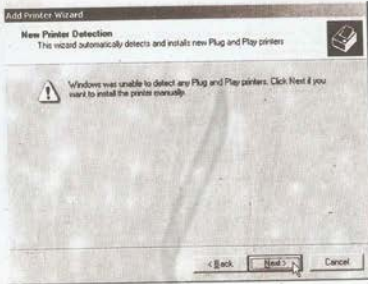 Add Printer Wizard
New Printer Detection
This wizard automatically detects and installs new Plug and Play printers
Windows was unable to detect any Plug and Play printers. Click Next if you
want to install the printer manually.
< Back
Next >
Cancel